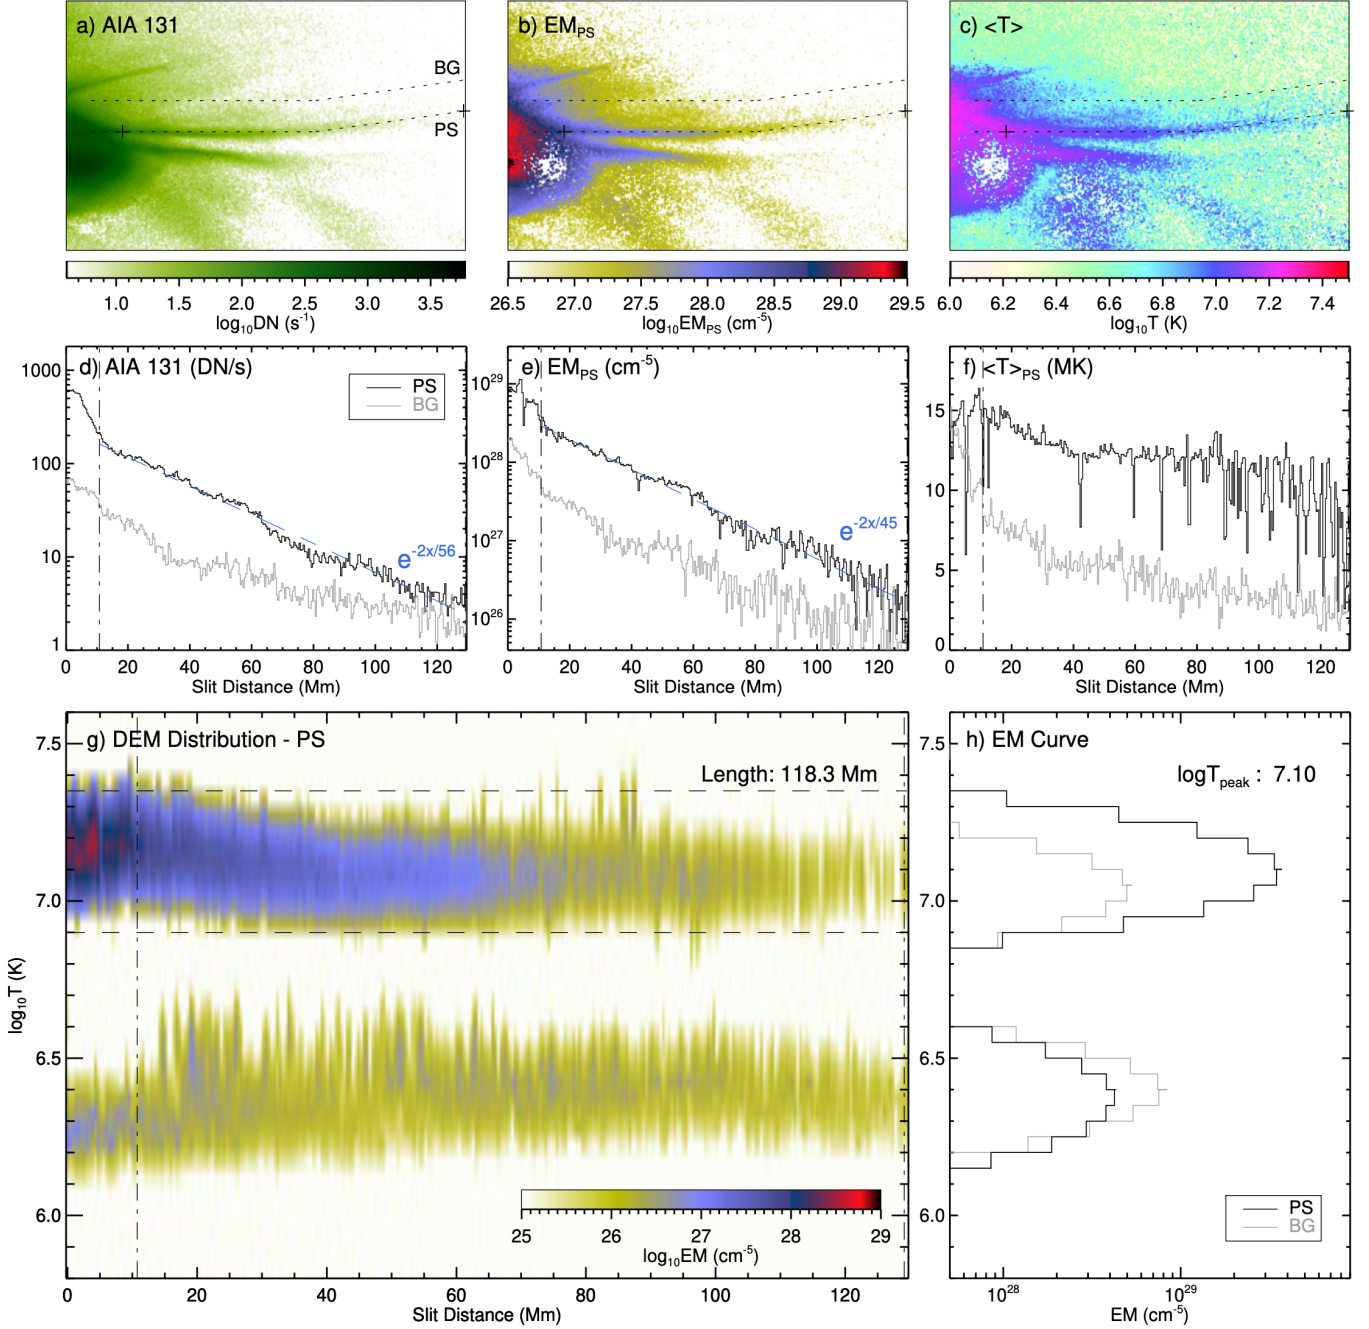 a) AIA 131
BG
PS
1.0 1.5 2.0 2.5 3.0 3.5
log₁₀DN (s⁻¹)
b) EM_PS
26.5 27.0 27.5 28.0 28.5 29.0 29.5
log₁₀EM_PS (cm⁻⁵)
c) <T>
6.0 6.2 6.4 6.6 6.8 7.0 7.2 7.4
log₁₀T (K)
d) AIA 131 (DN/s)
PS
BG
e⁻²ˣ/⁵⁶
1000
100
10
1
0 20 40 60 80 100 120
Slit Distance (Mm)
e) EM_PS (cm⁻⁵)
e⁻²ˣ/⁴⁵
10²⁹
10²⁸
10²⁷
10²⁶
0 20 40 60 80 100 120
Slit Distance (Mm)
f) <T>_PS (MK)
15
10
5
0
0 20 40 60 80 100 120
Slit Distance (Mm)
g) DEM Distribution - PS
Length: 118.3 Mm
7.5
7.0
6.5
6.0
log₁₀T (K)
25 26 27 28 29
log₁₀EM (cm⁻⁵)
0 20 40 60 80 100 120
Slit Distance (Mm)
h) EM Curve
logT_peak : 7.10
7.5
7.0
6.5
6.0
PS
BG
10²⁸ 10²⁹
EM (cm⁻⁵)